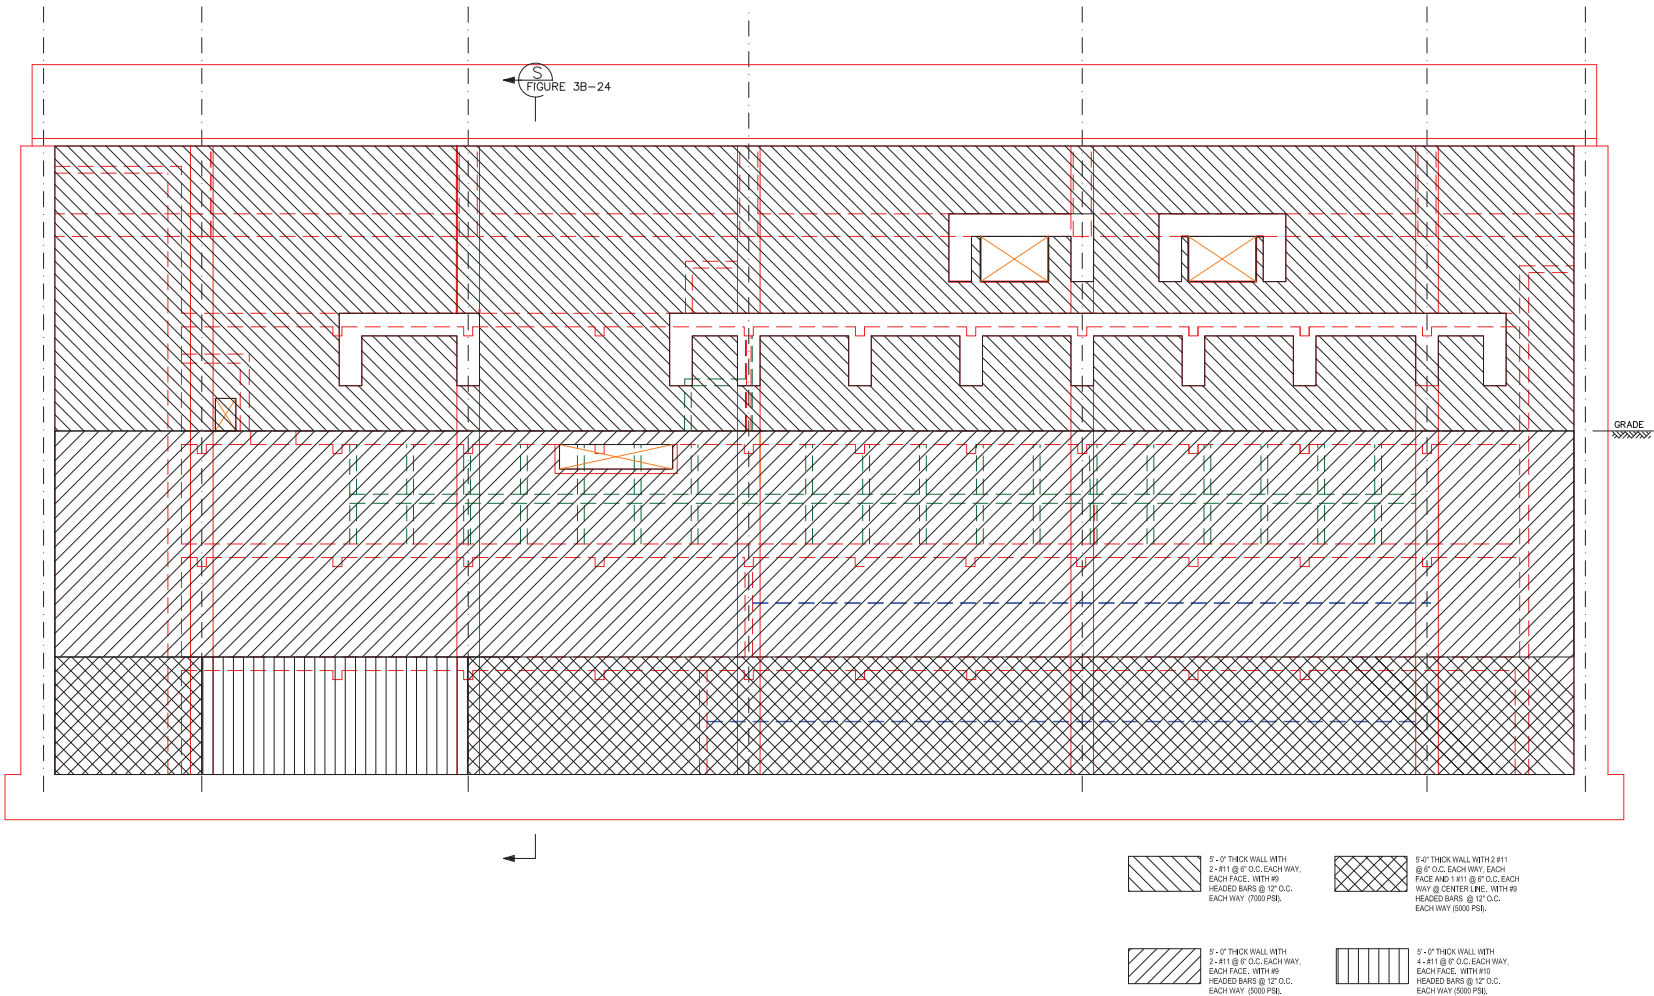 S
FIGURE 3B-24
GRADE
5'-0" THICK WALL WITH
2-#11 @ 6" O.C. EACH WAY,
EACH FACE. WITH #9
HEADED BARS @ 12" O.C.
EACH WAY (7000 PSI).
5'-0" THICK WALL WITH 2 #11
@ 6" O.C. EACH WAY, EACH
FACE AND 1 #11 @ 6" O.C. EACH
WAY @ CENTER LINE. WITH #9
HEADED BARS @ 12" O.C.
EACH WAY (5000 PSI).
5'-0" THICK WALL WITH
2-#11 @ 6" O.C. EACH WAY,
EACH FACE. WITH #9
HEADED BARS @ 12" O.C.
EACH WAY (5000 PSI).
5'-0" THICK WALL WITH
4-#11 @ 6" O.C. EACH WAY,
EACH FACE. WITH #10
HEADED BARS @ 12" O.C.
EACH WAY (5000 PSI).